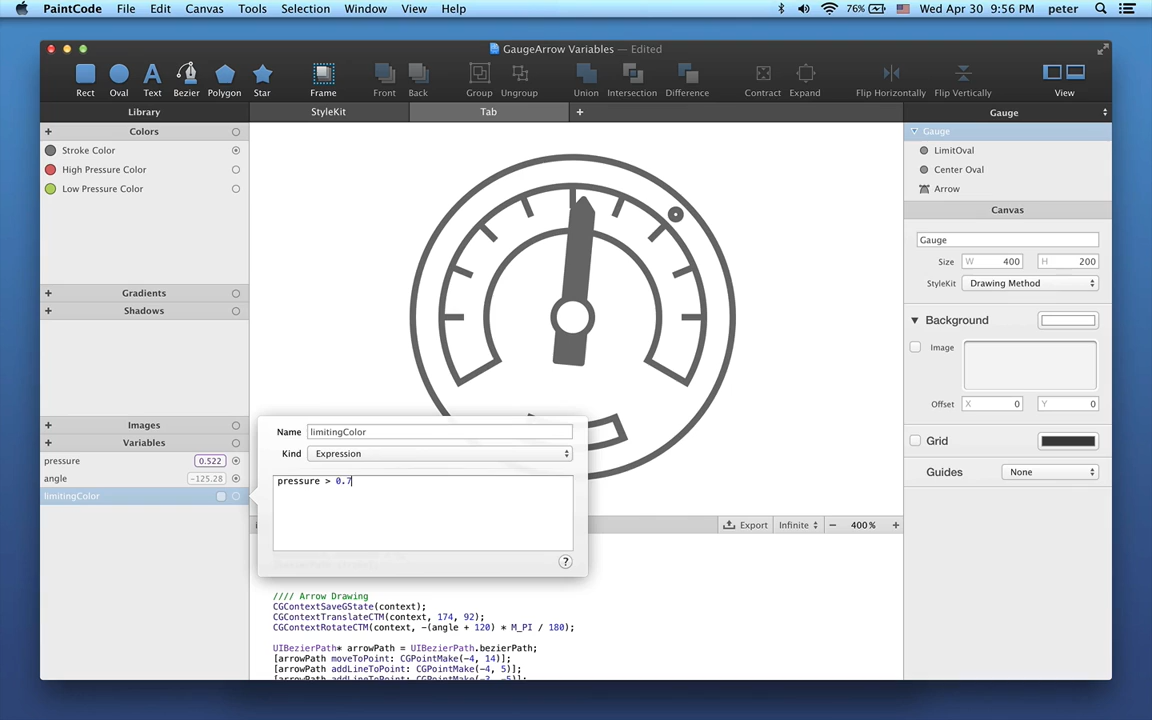 PaintCode File Edit Canvas Tools Selection Window View Help 76% Wed Apr 30 9:56 PM peter
GaugeArrow Variables — Edited
Rect Oval Text Bezier Polygon Star Frame Front Back Group Ungroup Union Intersection Difference Contract Expand Flip Horizontally Flip Vertically View
Library StyleKit Tab + Gauge
+ Colors
Gauge
Stroke Color
LimitOval
High Pressure Color
Center Oval
Low Pressure Color
Arrow
Canvas
Gauge
Size W 400 H 200
StyleKit Drawing Method
+ Gradients
+ Shadows
Background
Image
Offset X 0 Y 0
+ Images
+ Variables
Grid
pressure 0.522
angle -125.28
limitingColor
Guides None
Name limitingColor
Kind Expression
pressure > 0.7
?
Export Infinite − 400% +
//// Arrow Drawing
CGContextSaveGState(context);
CGContextTranslateCTM(context, 174, 92);
CGContextRotateCTM(context, -(angle + 120) * M_PI / 180);
UIBezierPath* arrowPath = UIBezierPath.bezierPath;
[arrowPath moveToPoint: CGPointMake(-4, 14)];
[arrowPath addLineToPoint: CGPointMake(-4, 5)];
[arrowPath addLineToPoint: CGPointMake(-3, -5)];